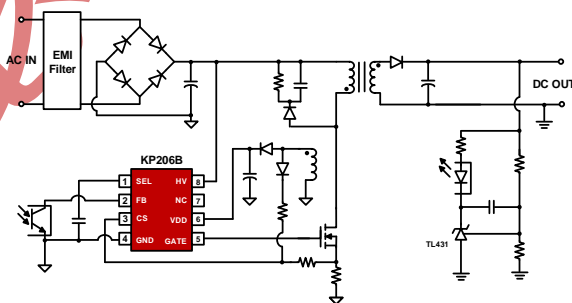 AC IN
EMI
Filter
DC OUT
KP206B
1 SEL HV 8
2 FB NC 7
3 CS VDD 6
4 GND GATE 5
TL431